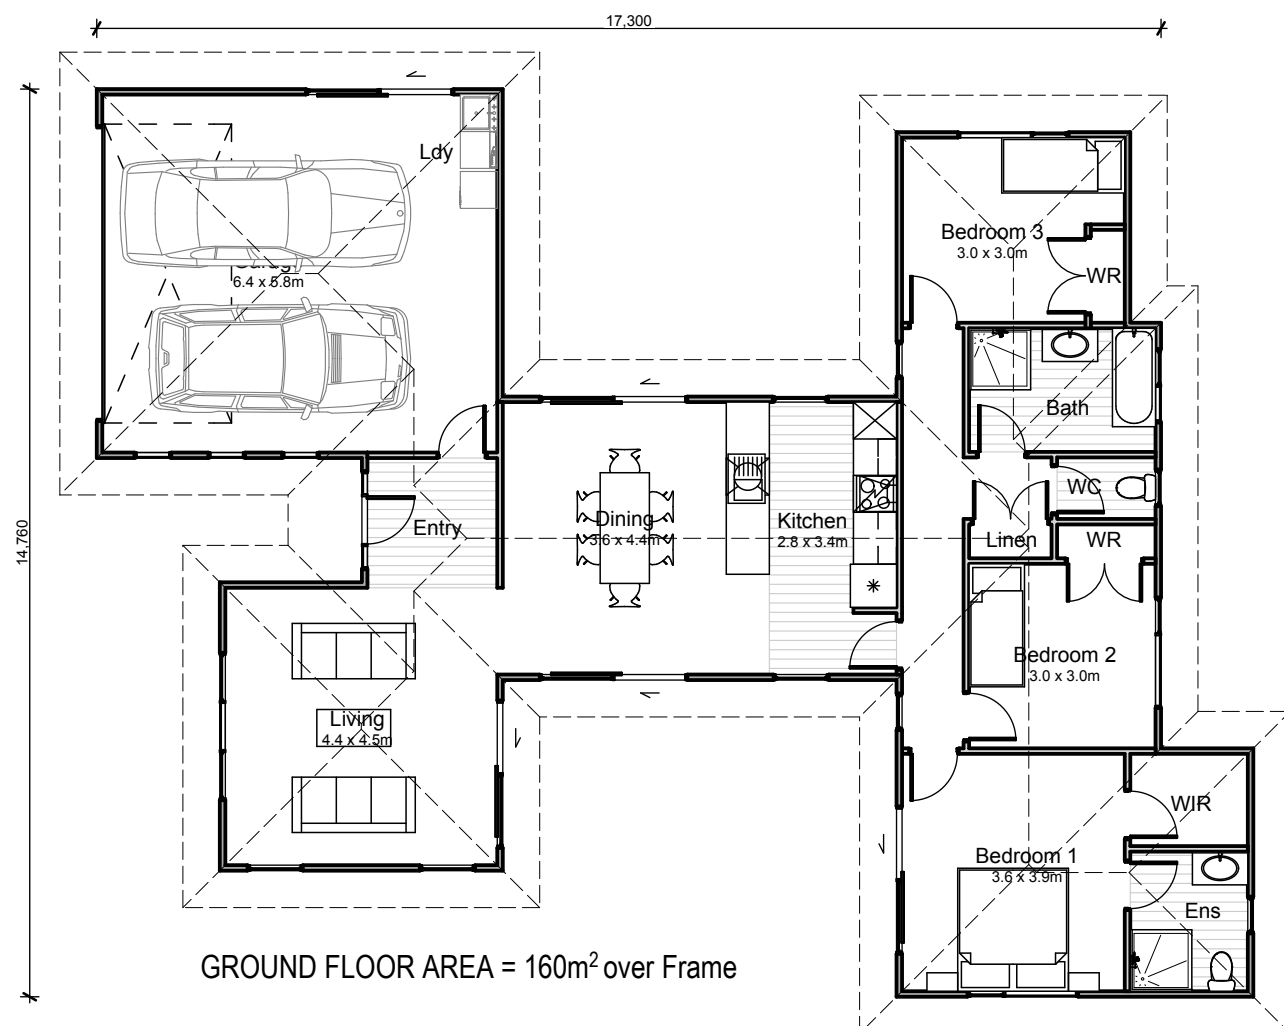 17,300
14,760
Ldy
Garage
6.4 x 5.8m
Bedroom 3
3.0 x 3.0m
WR
Bath
WC
Linen
WR
Entry
Dining
3.6 x 4.4m
Kitchen
2.8 x 3.4m
Bedroom 2
3.0 x 3.0m
Living
4.4 x 4.5m
WIR
Bedroom 1
3.6 x 3.9m
Ens
GROUND FLOOR AREA = 160m² over Frame